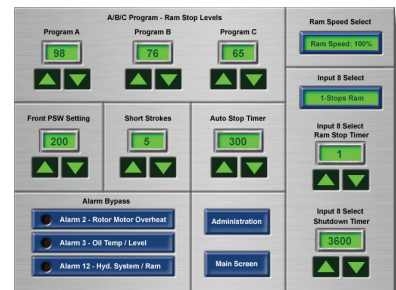 A/B/C Program - Ram Stop Levels
Program A
Program B
Program C
98
76
65
Front PSW Setting
Short Strokes
Auto Stop Timer
200
5
300
Alarm Bypass
Alarm 2 - Rotor Motor Overheat
Alarm 3 - Oil Temp / Level
Alarm 12 - Hyd. System / Ram
Administration
Main Screen
Ram Speed Select
Ram Speed: 100%
Input 8 Select
1-Stops Ram
Input 8 Select
Ram Stop Timer
1
Input 8 Select
Shutdown Timer
3600